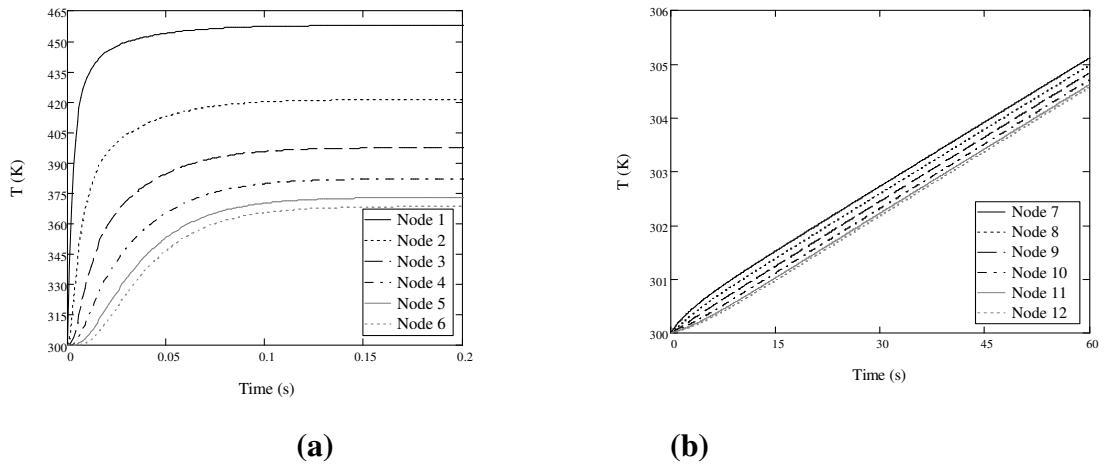 465
450
435
420
405
390
375
360
345
330
315
300
T (K)
0
0.05
0.1
0.15
0.2
Time (s)
Node 1
Node 2
Node 3
Node 4
Node 5
Node 6
(a)
306
305
304
303
302
301
300
T (K)
0
15
30
45
60
Time (s)
Node 7
Node 8
Node 9
Node 10
Node 11
Node 12
(b)